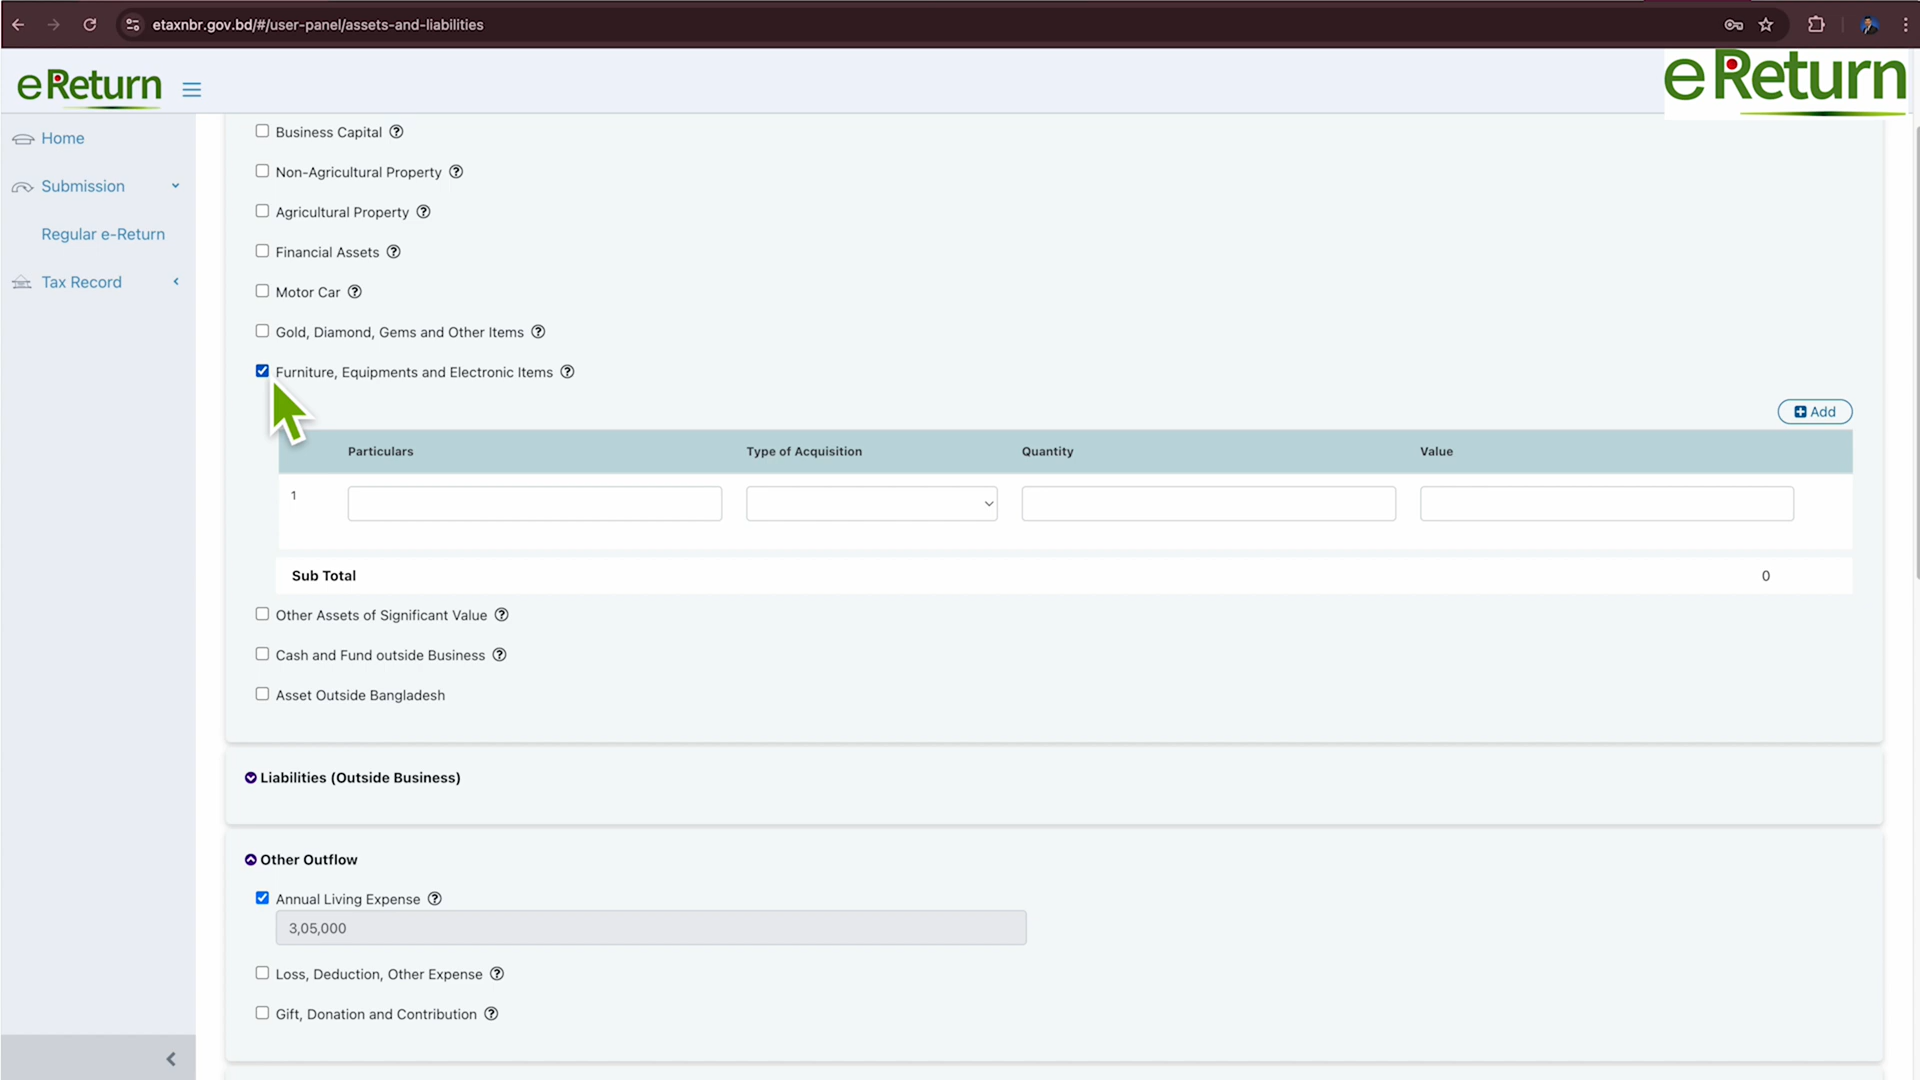 etaxnbr.gov.bd/#/user-panel/assets-and-liabilities
eReturn
eReturn
Home
Submission
Regular e-Return
Tax Record
Business Capital
Non-Agricultural Property
Agricultural Property
Financial Assets
Motor Car
Gold, Diamond, Gems and Other Items
Furniture, Equipments and Electronic Items
Add
Particulars Type of Acquisition Quantity Value
1
Sub Total 0
Other Assets of Significant Value
Cash and Fund outside Business
Asset Outside Bangladesh
Liabilities (Outside Business)
Other Outflow
Annual Living Expense
3,05,000
Loss, Deduction, Other Expense
Gift, Donation and Contribution